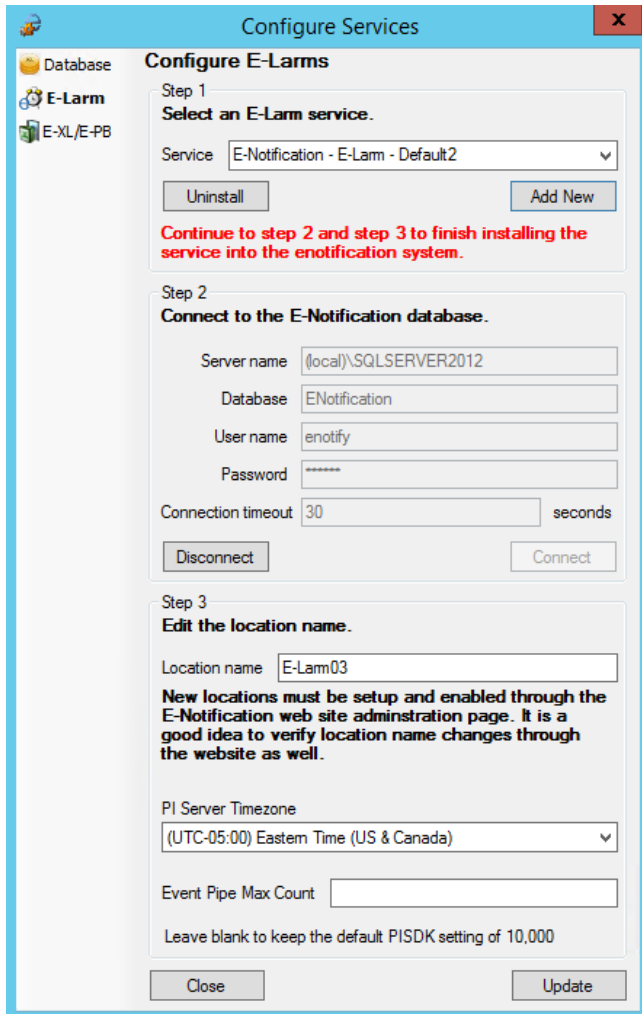 Configure Services
x
Database
E-Larm
E-XL/E-PB
Configure E-Larms
Step 1
Select an E-Larm service.
Service E-Notification - E-Larm - Default2
Uninstall Add New
Continue to step 2 and step 3 to finish installing the
service into the enotification system.
Step 2
Connect to the E-Notification database.
Server name (local)\SQLSERVER2012
Database ENotification
User name enotify
Password ******
Connection timeout 30 seconds
Disconnect Connect
Step 3
Edit the location name.
Location name E-Larm03
New locations must be setup and enabled through the
E-Notification web site adminstration page. It is a
good idea to verify location name changes through
the website as well.
PI Server Timezone
(UTC-05:00) Eastern Time (US & Canada)
Event Pipe Max Count
Leave blank to keep the default PISDK setting of 10,000
Close Update